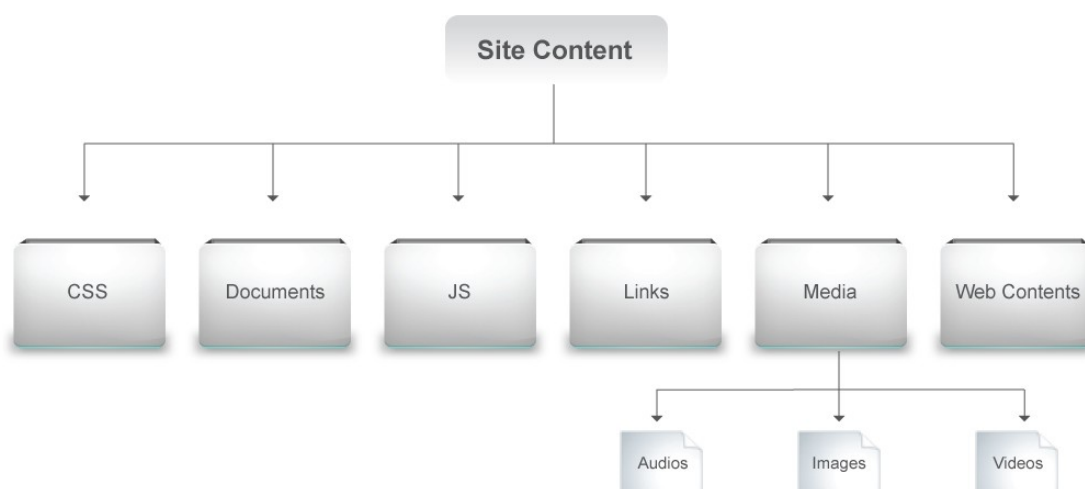 Site Content
CSS
Documents
JS
Links
Media
Web Contents
Audios
Images
Videos